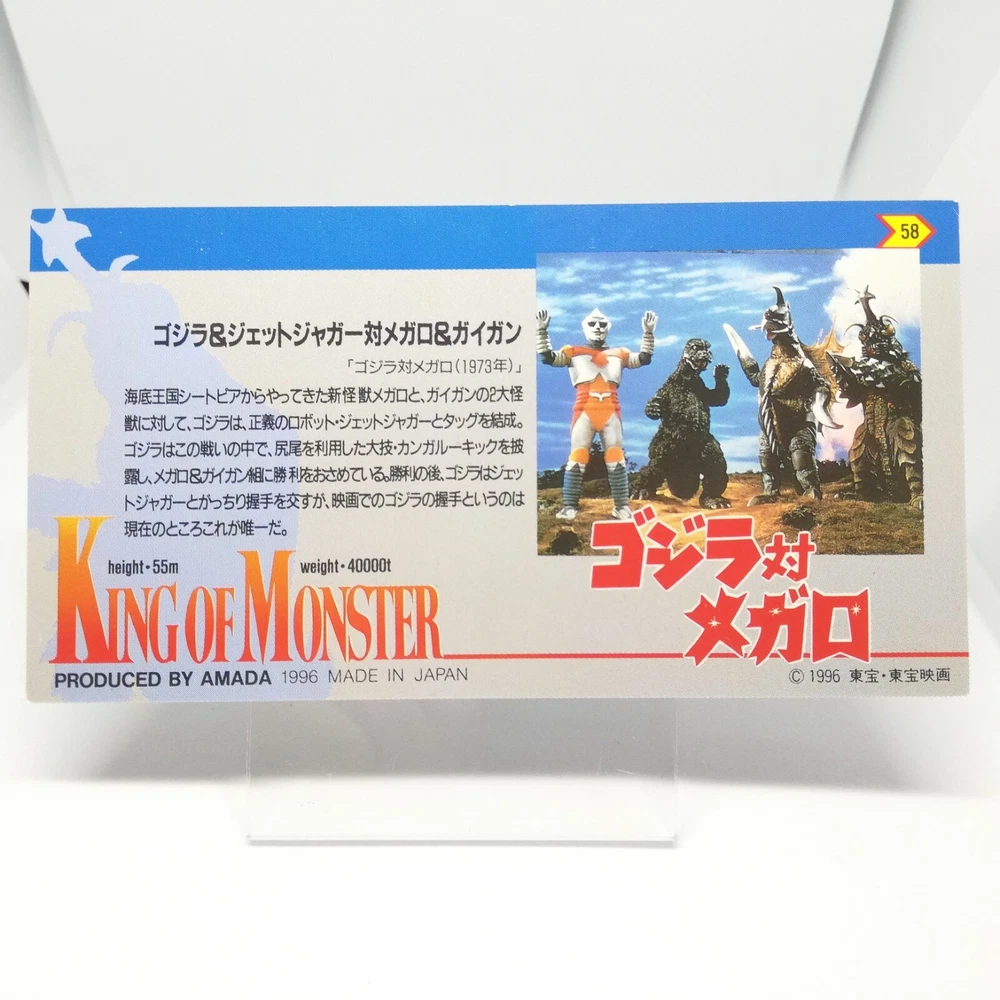 58
ゴジラ&ジェットジャガー対メガロ&ガイガン
「ゴジラ対メガロ(1973年)」
海底王国シートピアからやってきた新怪獣メガロと、ガイガンの2大怪
獣に対して、ゴジラは、正義のロボット・ジェットジャガーとタッグを結成。
ゴジラはこの戦いの中で、尻尾を利用した大技・カンガルーキックを披
露し、メガロ&ガイガン組に勝利をおさめている。勝利の後、ゴジラはジェッ
トジャガーとがっちり握手を交すが、映画でのゴジラの握手というのは
現在のところこれが唯一だ。
height・55m weight・40000t
KING OF MONSTER
ゴジラ対
メガロ
PRODUCED BY AMADA 1996 MADE IN JAPAN
© 1996 東宝・東宝映画